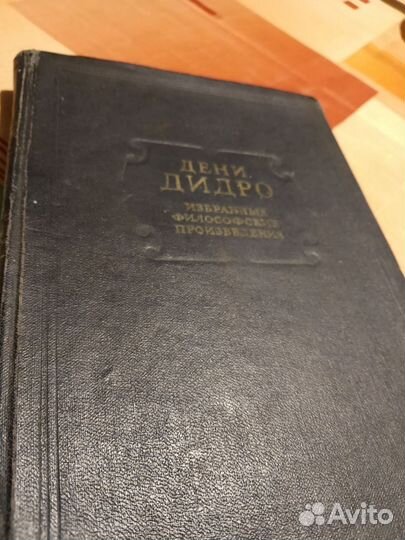 ДЕНИ
ДИДРО
ИЗБРАННЫЕ
ФИЛОСОФСКИЕ
ПРОИЗВЕДЕНИЯ
Avito